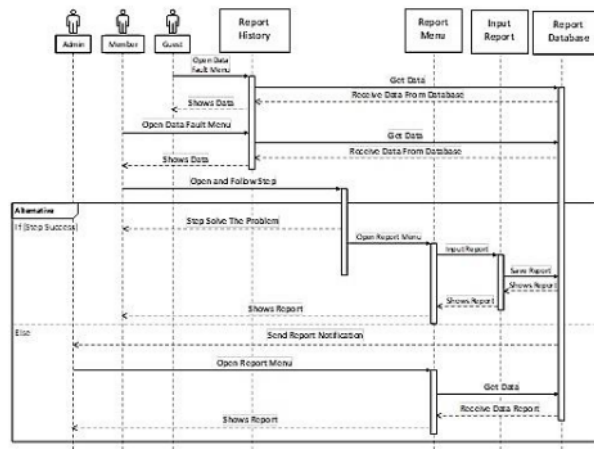 Report
History
Report
Menu
Input
Report
Report
Database
Admin
Member
Guest
Open Data
Fault Menu
Get Data
Receive Data From Database
Shows Data
Open Data Fault Menu
Get Data
Receive Data From Database
Shows Data
Open and Follow Step
Alternative
If [Step Success]
Step Solve The Problem
Open Report Menu
Input Report
Save Report
Shows Report
Shows Report
Shows Report
Else
Send Report Notification
Open Report Menu
Get Data
Receive Data Report
Shows Report